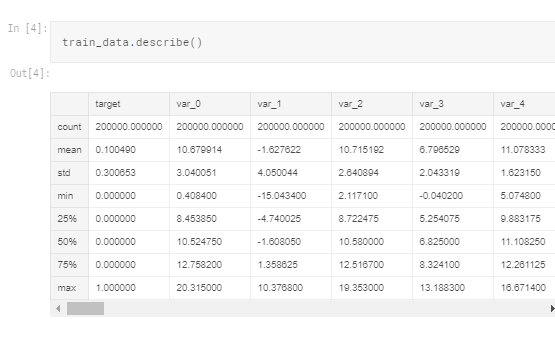 In [4]:
train_data.describe()
Out[4]:
target var_0 var_1 var_2 var_3 var_4
count 200000.000000 200000.000000 200000.000000 200000.000000 200000.000000
mean 0.100490 10.679914 -1.627622 10.715192 6.796529 11.078333
std 0.300653 3.040051 4.050044 2.640894 2.043319 1.623150
min 0.000000 0.408400 -15.043400 2.117100 -0.040200 5.074800
25% 0.000000 8.453850 -4.740025 8.722475 5.254075 9.883175
50% 0.000000 10.524750 -1.608050 10.580000 6.825000 11.108250
75% 0.000000 12.758200 1.358625 12.516700 8.324100 12.261125
max 1.000000 20.315000 10.376800 19.353000 13.188300 16.671400